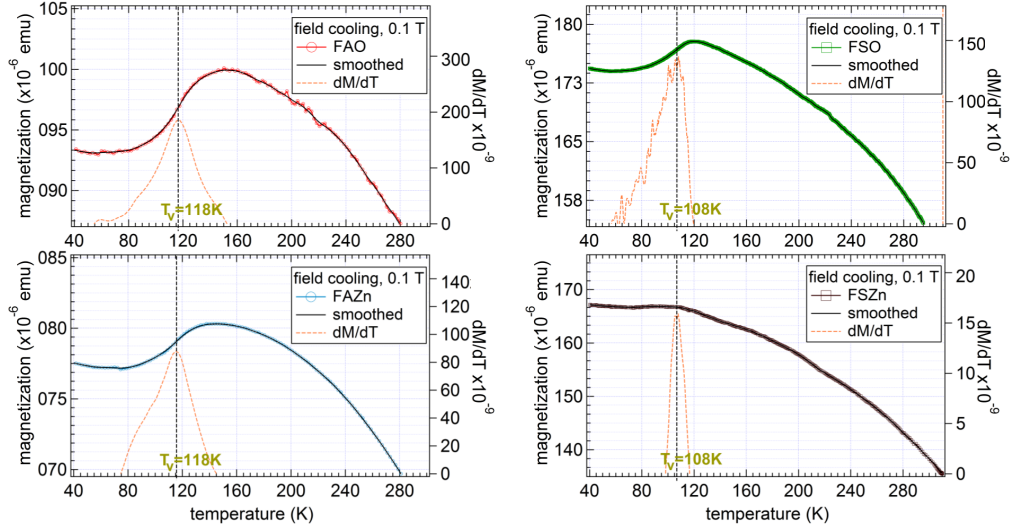 105
100
095
090
magnetization (x10-6 emu)
field cooling, 0.1 T
FAO
smoothed
dM/dT
300
200
100
0
dM/dT x10-9
Tv=118K
40 80 120 160 200 240 280
180
173
165
158
magnetization (x10-6 emu)
field cooling, 0.1 T
FSO
smoothed
dM/dT
150
100
50
0
dM/dT x10-9
Tv=108K
40 80 120 160 200 240 280
085
080
075
070
magnetization (x10-6 emu)
field cooling, 0.1 T
FAZn
smoothed
dM/dT
140
120
100
80
60
40
20
0
dM/dT x10-9
Tv=118K
40 80 120 160 200 240 280
temperature (K)
170
160
150
140
magnetization (x10-6 emu)
field cooling, 0.1 T
FSZn
smoothed
dM/dT
20
15
10
5
0
dM/dT x10-9
Tv=108K
40 80 120 160 200 240 280
temperature (K)